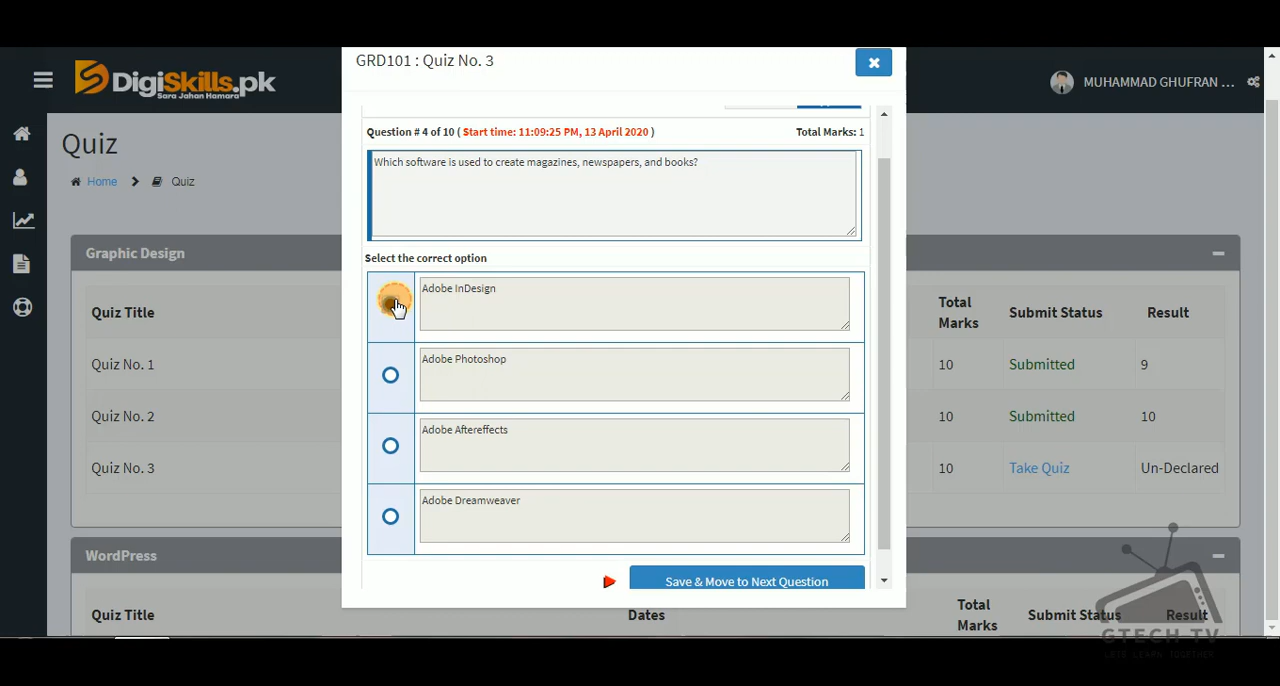 GRD101 : Quiz No. 3
DigiSkills.pk
Sara Jahan Hamara
MUHAMMAD GHUFRAN ...
Quiz
Home
Quiz
Question # 4 of 10 ( Start time: 11:09:25 PM, 13 April 2020 )
Total Marks: 1
Which software is used to create magazines, newspapers, and books?
Select the correct option
Adobe InDesign
Adobe Photoshop
Adobe Aftereffects
Adobe Dreamweaver
Save & Move to Next Question
Graphic Design
Quiz Title
Total
Marks
Submit Status
Result
Quiz No. 1
10
Submitted
9
Quiz No. 2
10
Submitted
10
Quiz No. 3
10
Take Quiz
Un-Declared
WordPress
Quiz Title
Dates
Total
Marks
Submit Status
Result
GTECH TV
LETS LEARN TOGETHER